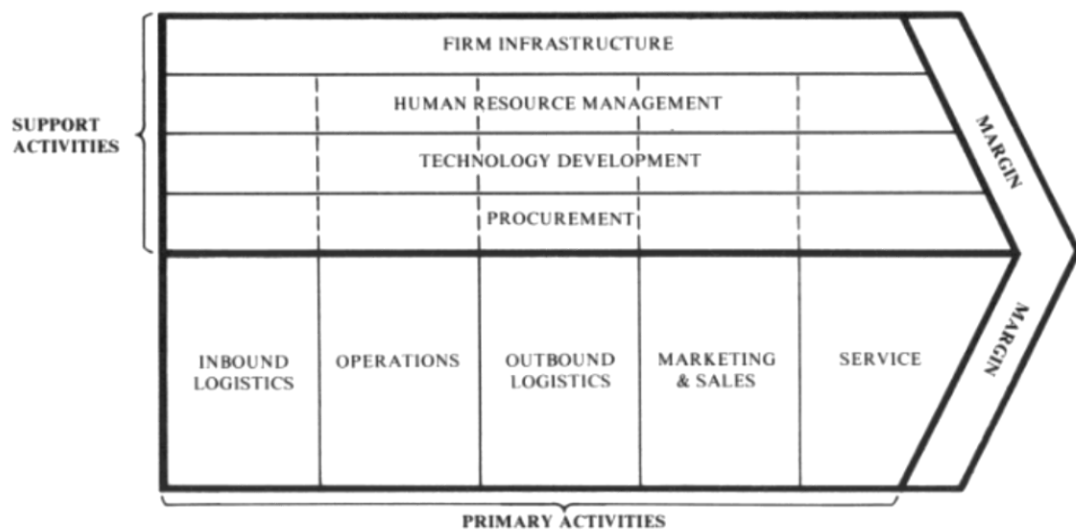 FIRM INFRASTRUCTURE
HUMAN RESOURCE MANAGEMENT
SUPPORT
ACTIVITIES
TECHNOLOGY DEVELOPMENT
PROCUREMENT
MARGIN
INBOUND
LOGISTICS
OPERATIONS
OUTBOUND
LOGISTICS
MARKETING
& SALES
SERVICE
MARGIN
PRIMARY ACTIVITIES